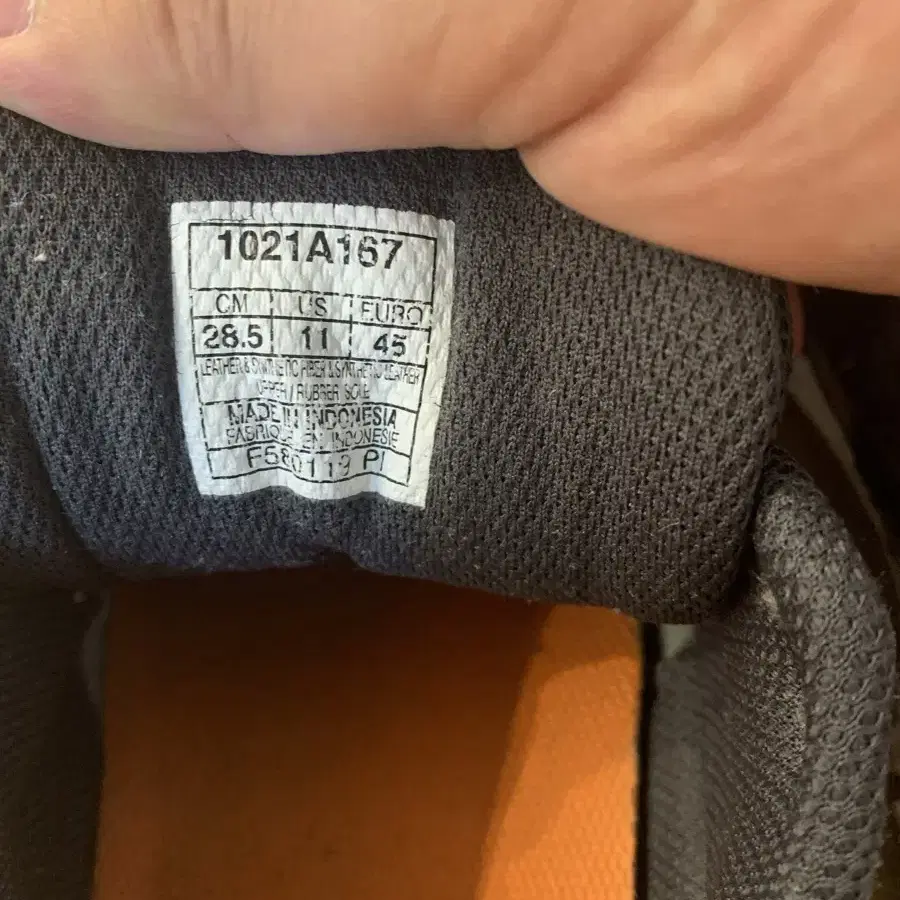 1021A167
CM US EURO
28.5 11 45
LEATHER & SYNTHETIC FIBER & SYNTHETIC LEATHER
UPPER / RUBBER SOLE
MADE IN INDONESIA
FABRIQUE EN INDONESIE
F580119 PI